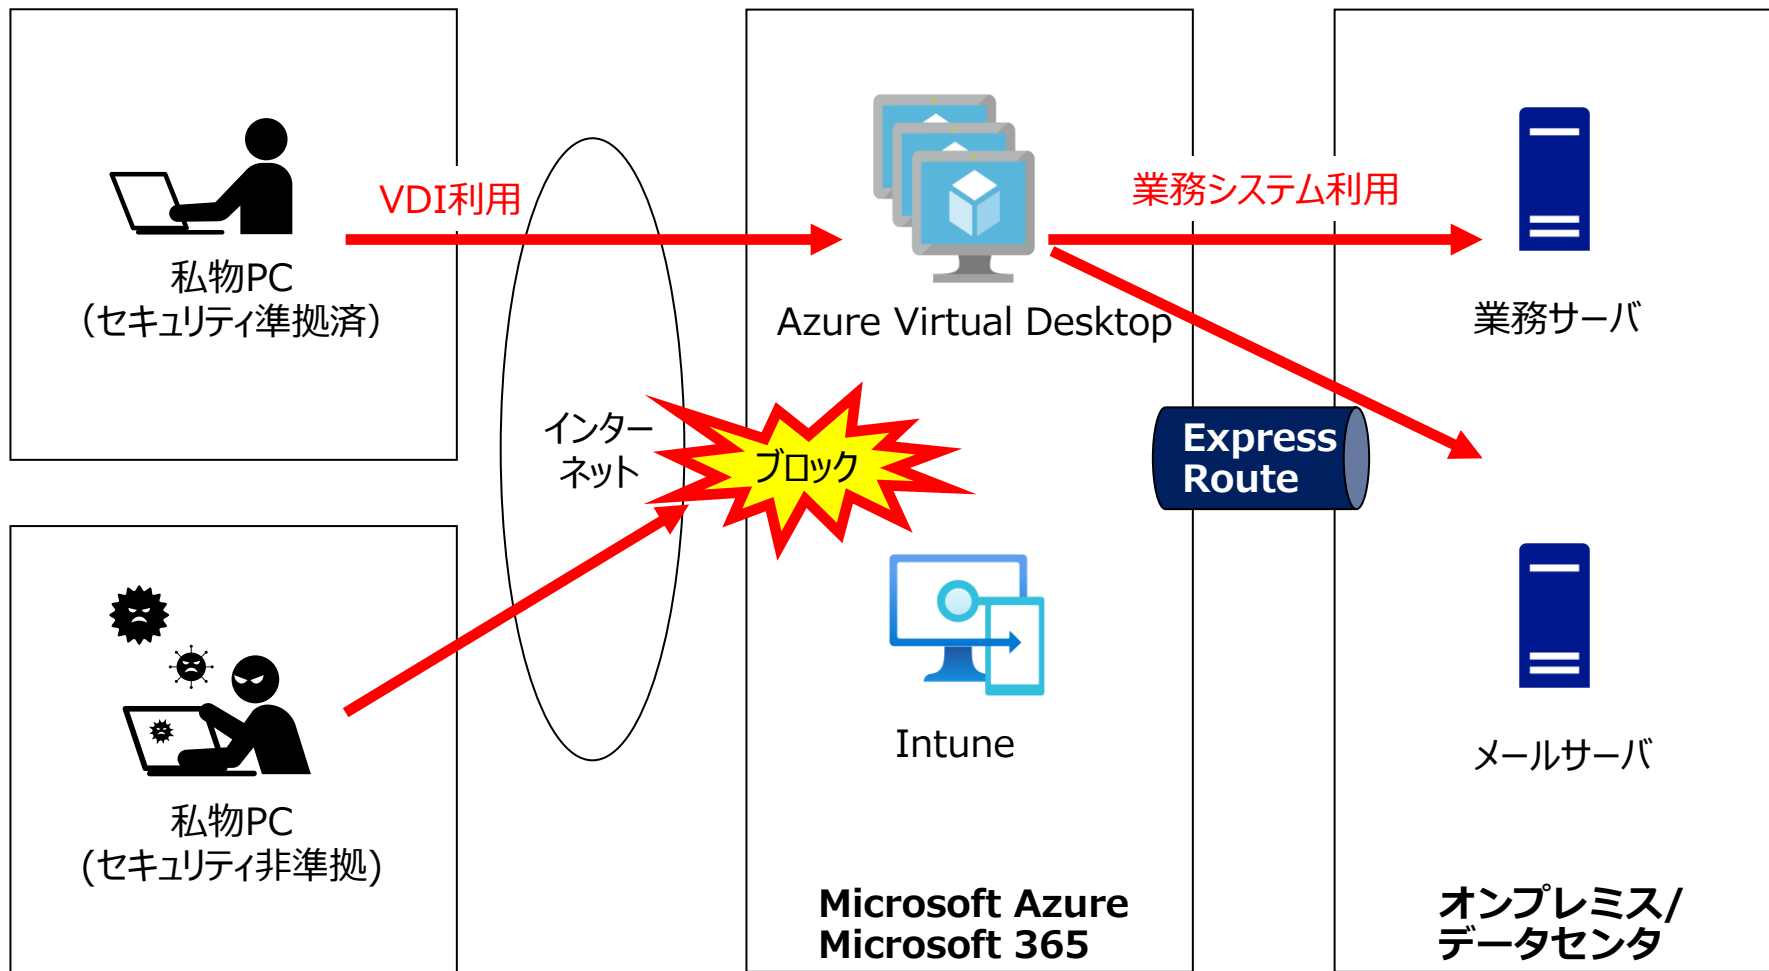 私物PC
（セキュリティ準拠済）
VDI利用
インター
ネット
ブロック
私物PC
(セキュリティ非準拠)
Azure Virtual Desktop
Intune
Microsoft Azure
Microsoft 365
業務システム利用
Express
Route
業務サーバ
メールサーバ
オンプレミス/
データセンタ